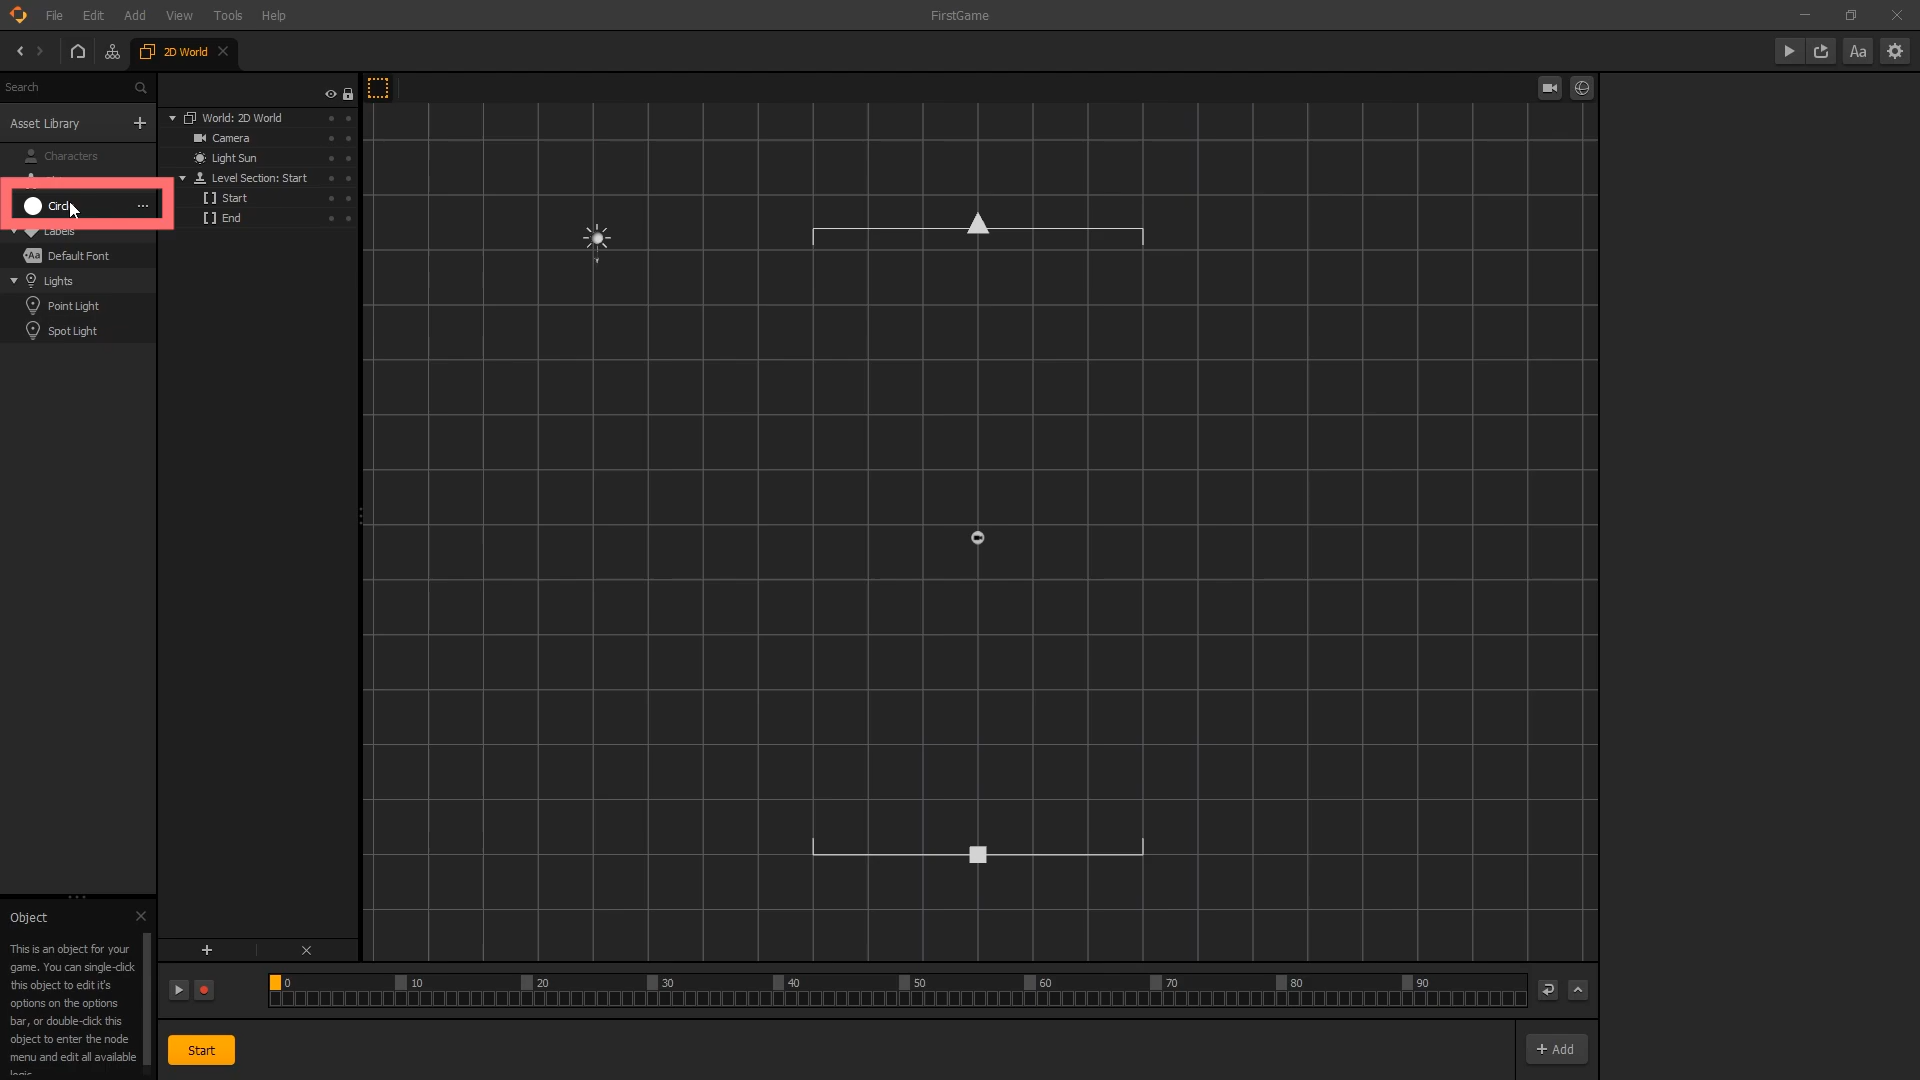 File Edit Add View Tools Help FirstGame
2D World Aa
Search
Asset Library
World: 2D World
Characters
Camera
Light Sun
Level Section: Start
Circ
Start
End
Labels
Aa Default Font
Lights
Point Light
Spot Light
Object
This is an object for your
game. You can single-click
this object to edit it's
options on the options
bar, or double-click this
object to enter the node
menu and edit all available
logic.
0 10 20 30 40 50 60 70 80 90
Start
+ Add